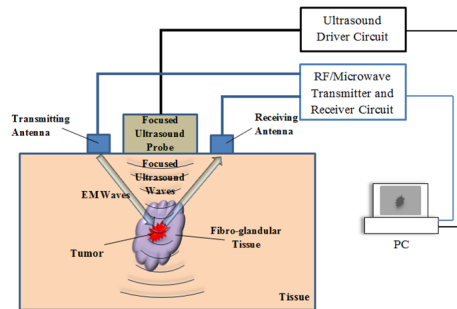 Ultrasound
Driver Circuit
RF/Microwave
Transmitter and
Receiver Circuit
Transmitting
Antenna
Focused
Ultrasound
Probe
Receiving
Antenna
Focused
Ultrasound
Waves
EM Waves
Fibro-glandular
Tissue
Tumor
PC
Tissue